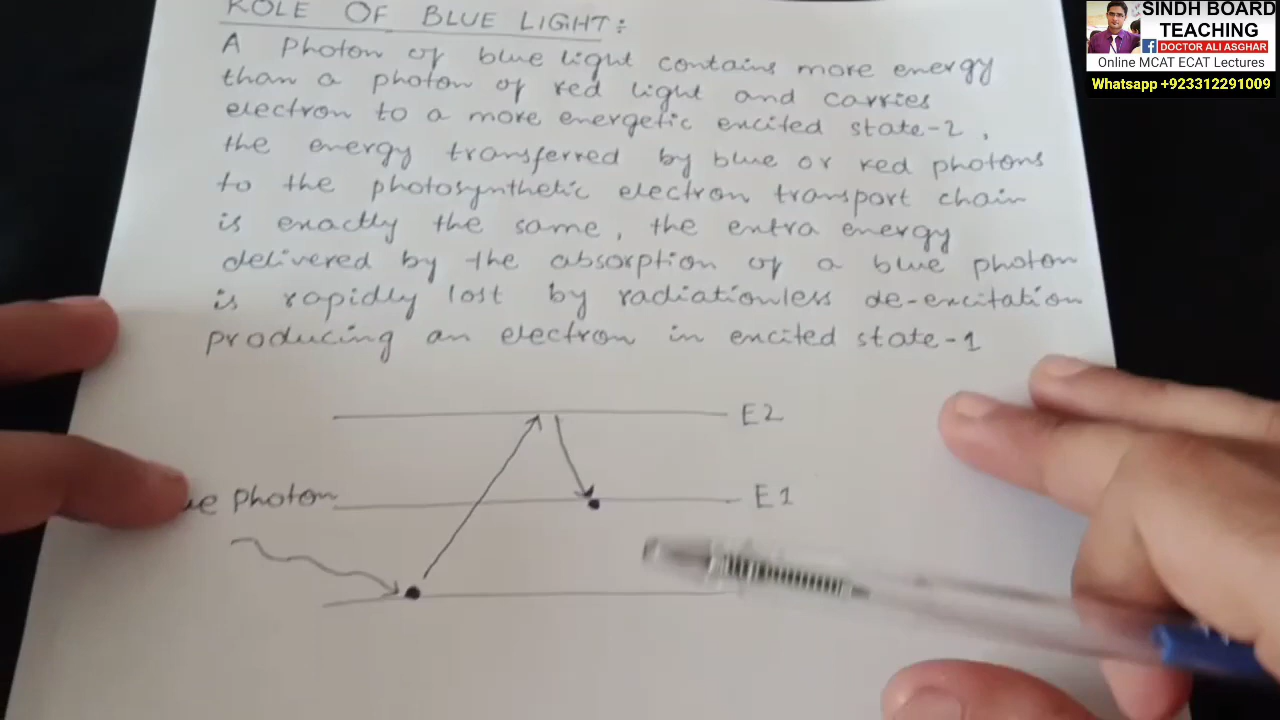 ROLE OF BLUE LIGHT:
A Photon of blue light contains more energy
than a photon of red light and carries
electron to a more energetic excited state-2,
the energy transferred by blue or red photons
to the photosynthetic electron transport chain
is exactly the same, the extra energy
delivered by the absorption of a blue photon
is rapidly lost by radiationless de-excitation
producing an electron in excited state-1
E2
ue Photon
E1
SINDH BOARD
TEACHING
f DOCTOR ALI ASGHAR
Online MCAT ECAT Lectures
Whatsapp +923312291009